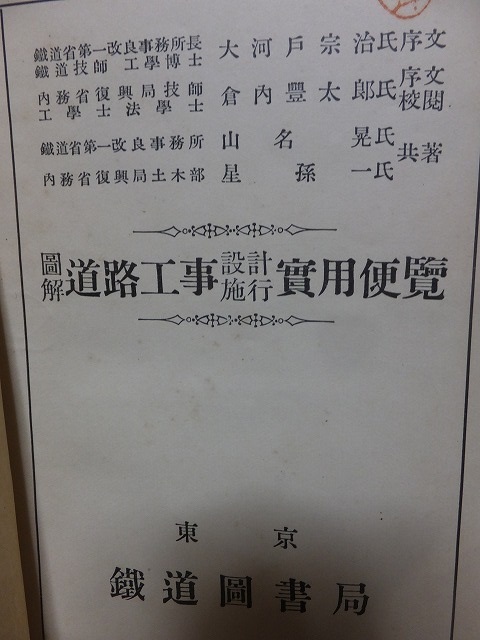 鐵道省第一改良事務所長
鐵道技師 工學博士 大河戶宗治氏序文
內務省復興局技師
工學士 法學士 倉內豐太郎氏序文校閱
鐵道省第一改良事務所 山名晃氏
內務省復興局土木部 星孫一氏 共著
圖解 道路工事 設計施行 實用便覽
東京
鐵道圖書局